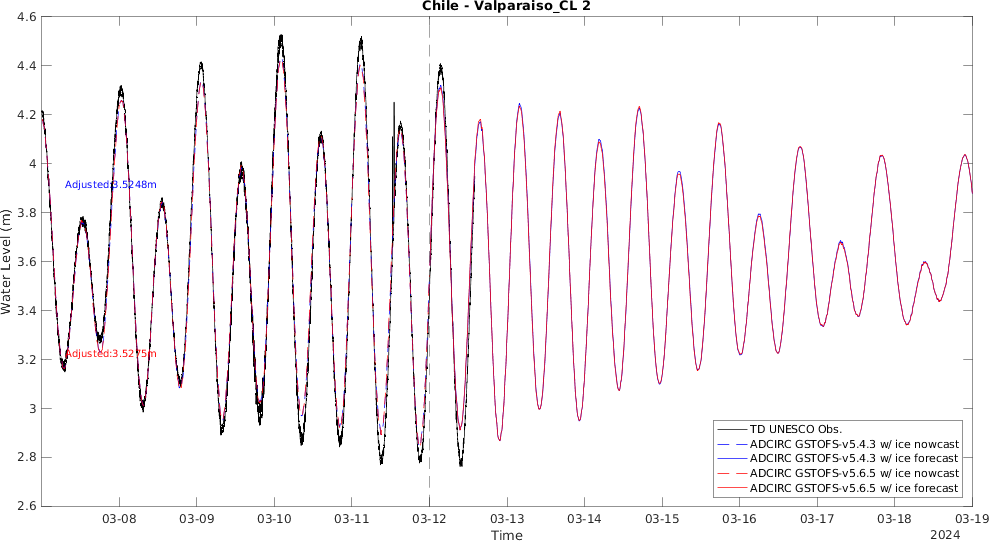 Chile - Valparaiso_CL 2
4.6
4.4
4.2
4
3.8
3.6
3.4
3.2
3
2.8
2.6
Water Level (m)
Adjusted:3.5248m
Adjusted:3.5275m
TD UNESCO Obs.
ADCIRC GSTOFS-v5.4.3 w/ ice nowcast
ADCIRC GSTOFS-v5.4.3 w/ ice forecast
ADCIRC GSTOFS-v5.6.5 w/ ice nowcast
ADCIRC GSTOFS-v5.6.5 w/ ice forecast
03-08 03-09 03-10 03-11 03-12 03-13 03-14 03-15 03-16 03-17 03-18 03-19
Time
2024